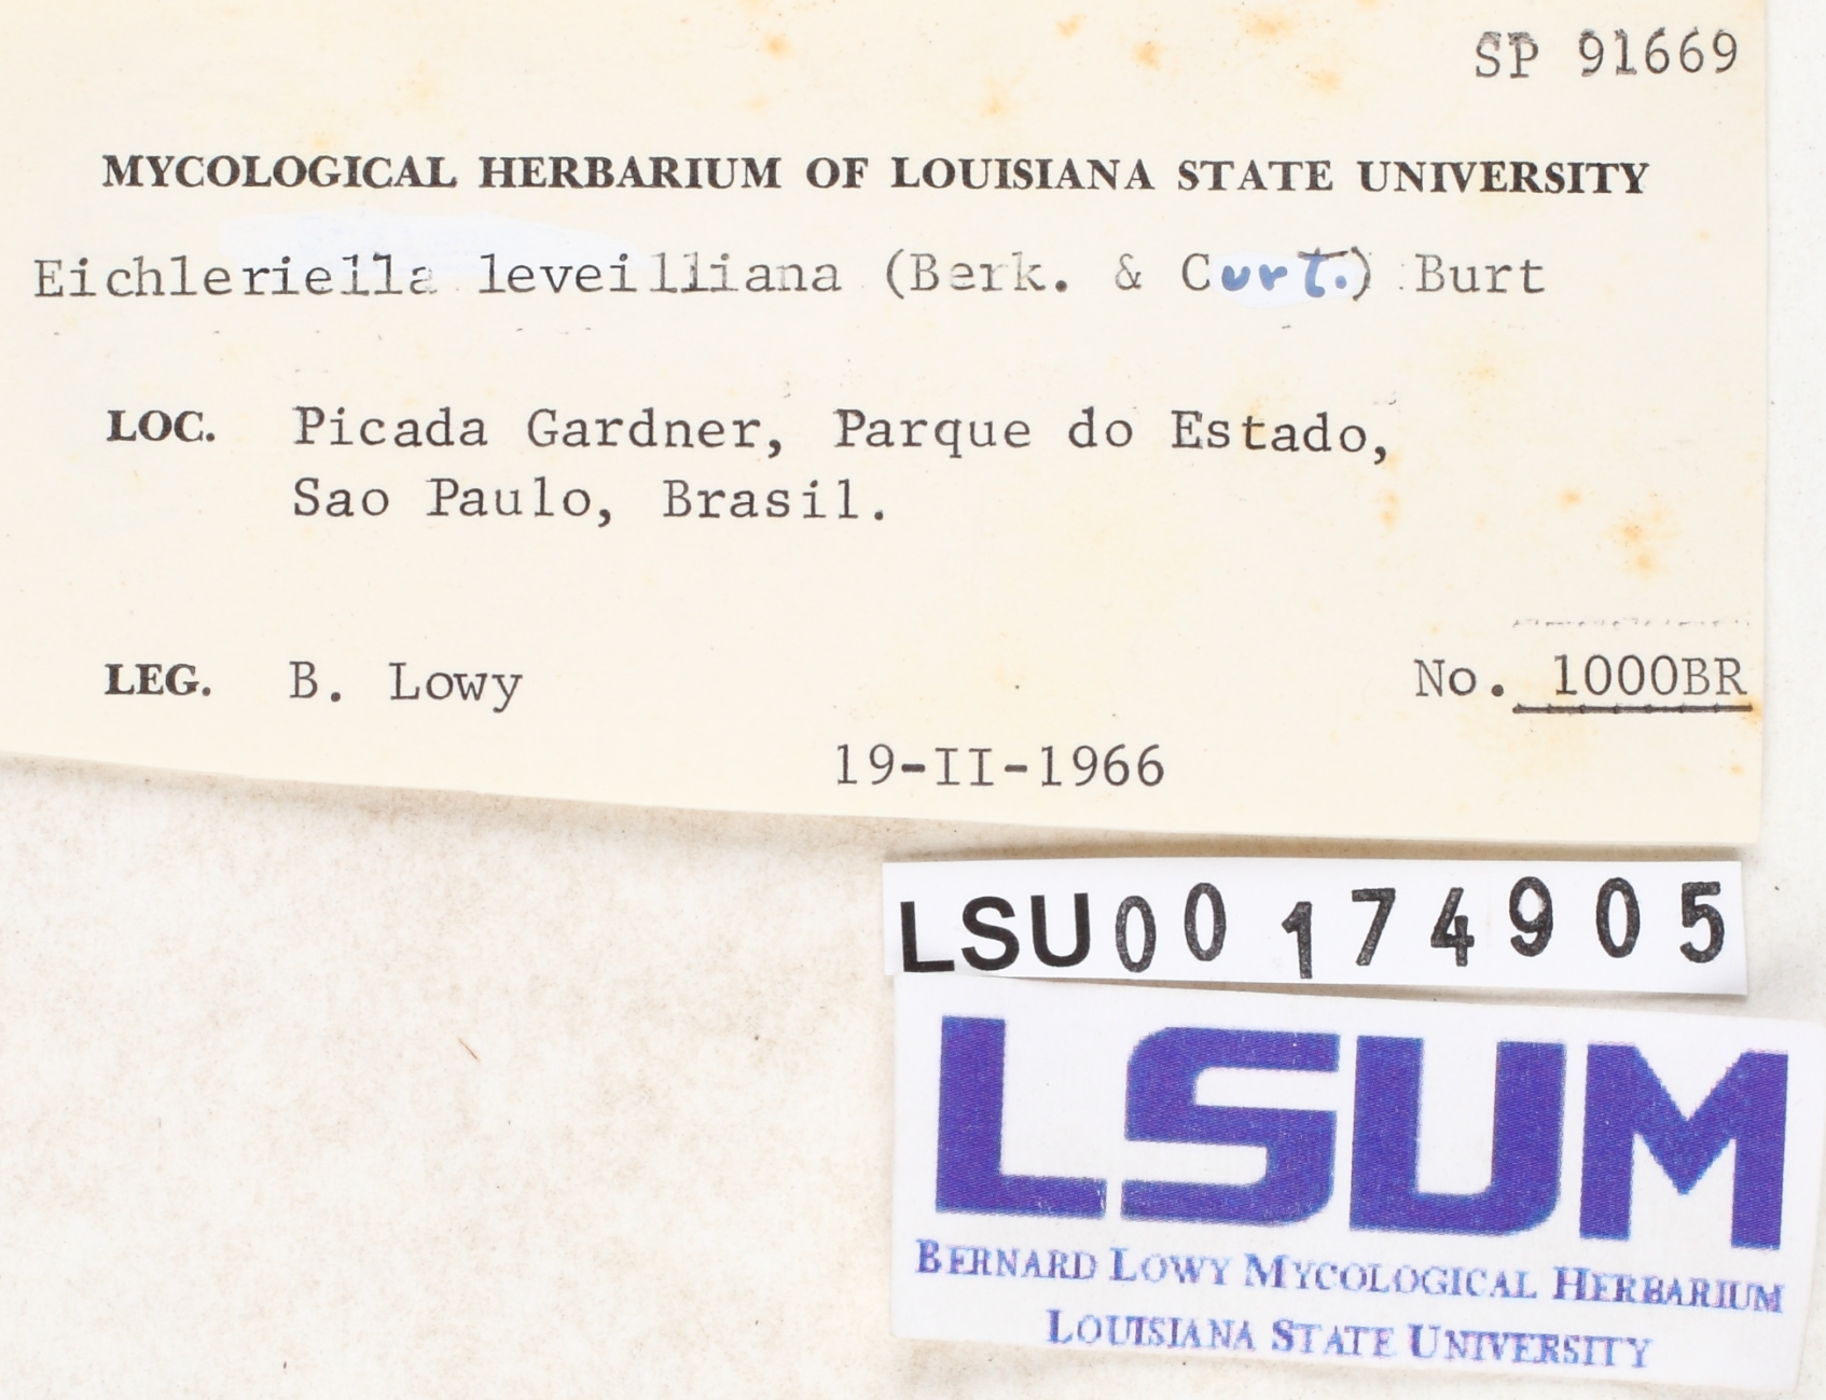 SP 91669
MYCOLOGICAL HERBARIUM OF LOUISIANA STATE UNIVERSITY
Eichleriella leveilliana (Berk. & Curt.) Burt
LOC. Picada Gardner, Parque do Estado,
Sao Paulo, Brasil.
LEG. B. Lowy No. 1000BR
19-II-1966
LSU00174905
LSUM
BERNARD LOWY MYCOLOGICAL HERBARIUM
LOUISIANA STATE UNIVERSITY